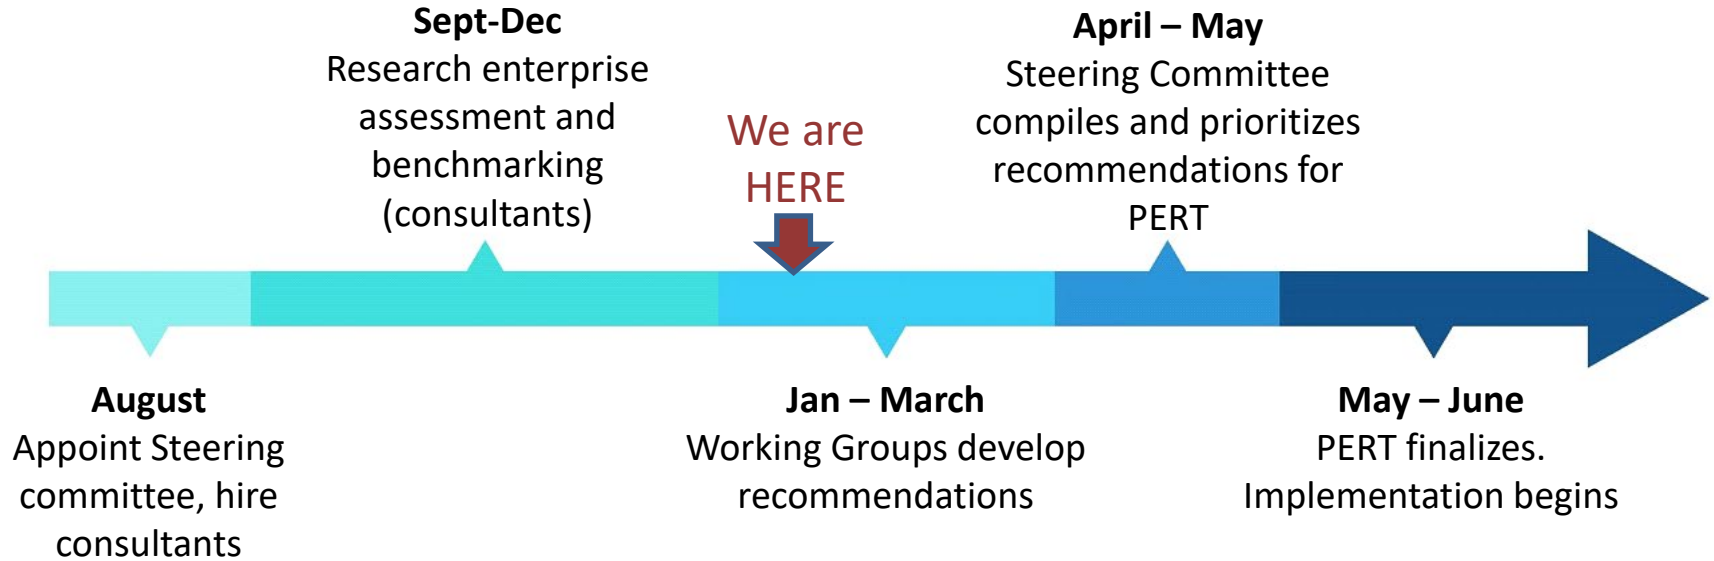 Sept-Dec
Research enterprise
assessment and
benchmarking
(consultants)
We are
HERE
April – May
Steering Committee
compiles and prioritizes
recommendations for
PERT
August
Appoint Steering
committee, hire
consultants
Jan – March
Working Groups develop
recommendations
May – June
PERT finalizes.
Implementation begins